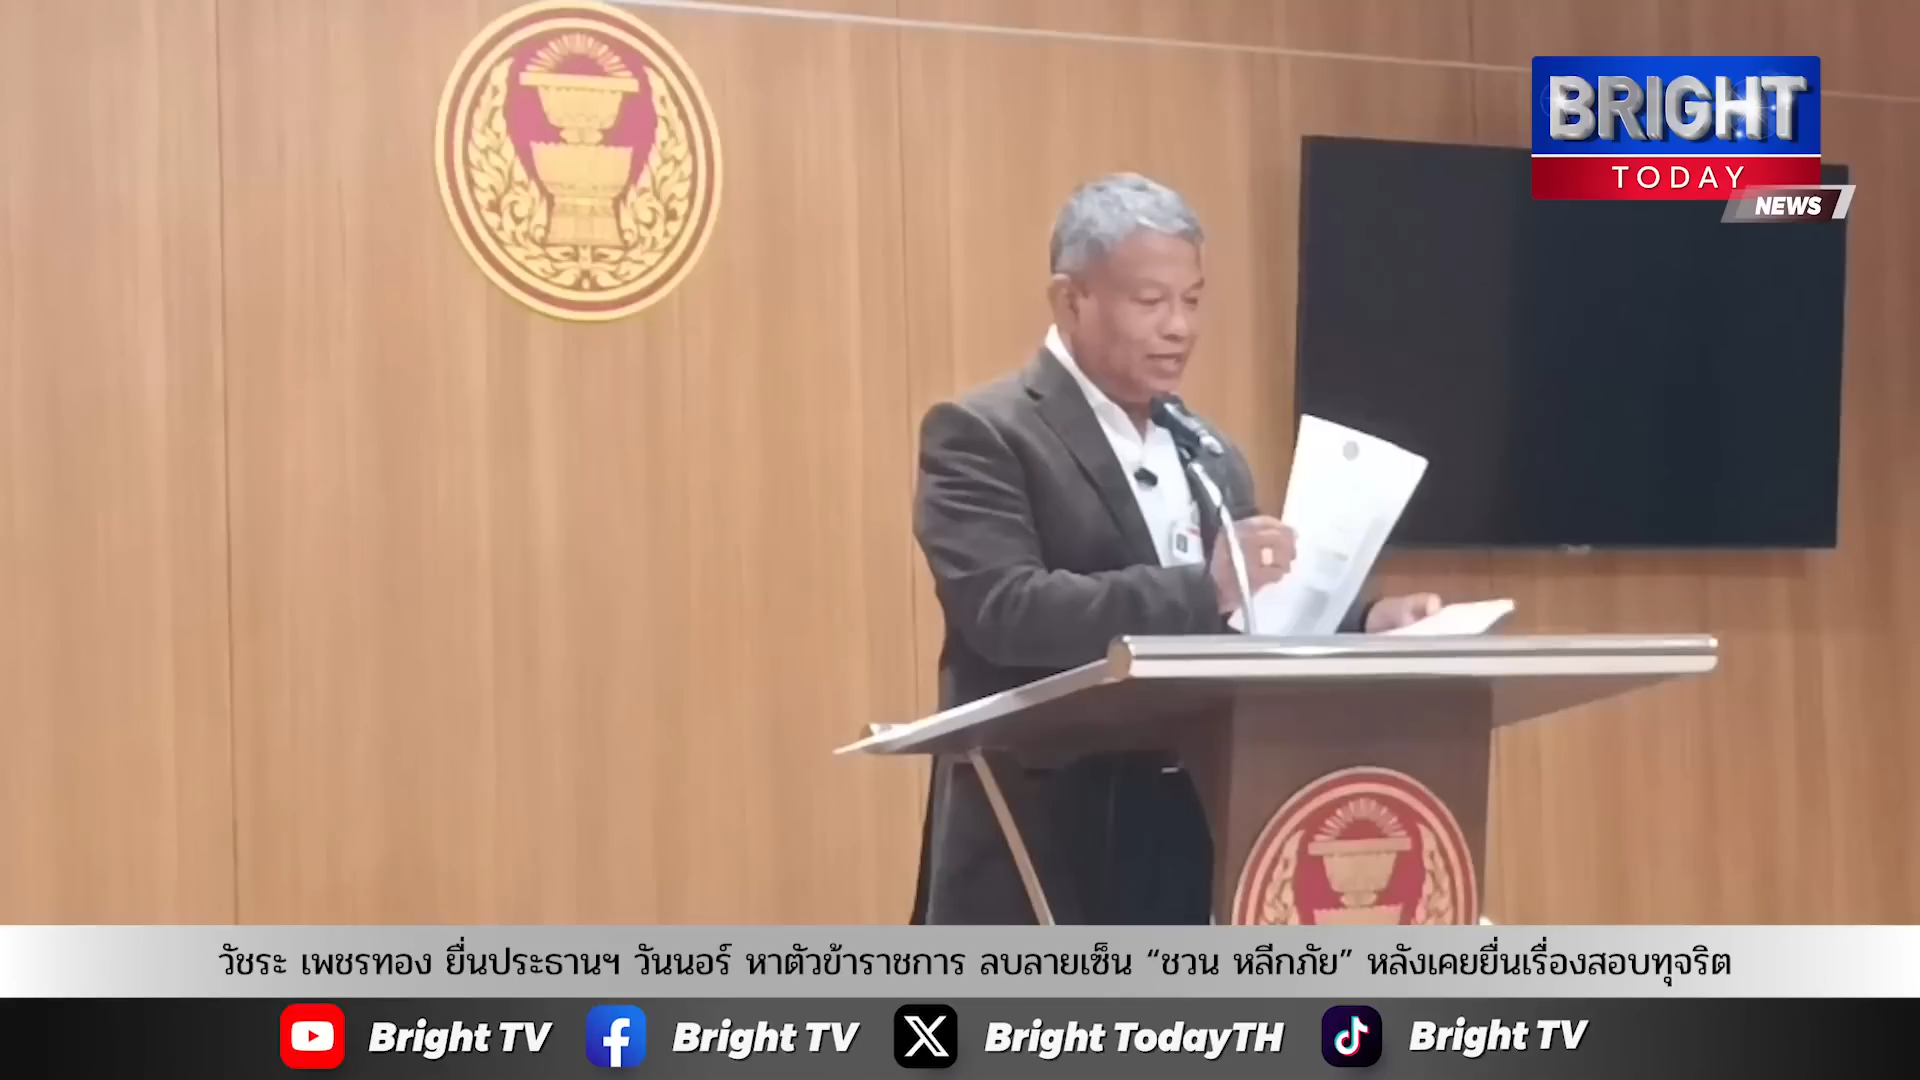 BRIGHT
TODAY
NEWS
วัชระ เพชรทอง ยื่นประธานฯ วันนอร์ หาตัวข้าราชการ ลบลายเซ็น “ชวน หลีกภัย” หลังเคยยื่นเรื่องสอบทุจริต
Bright TV Bright TV Bright TodayTH Bright TV